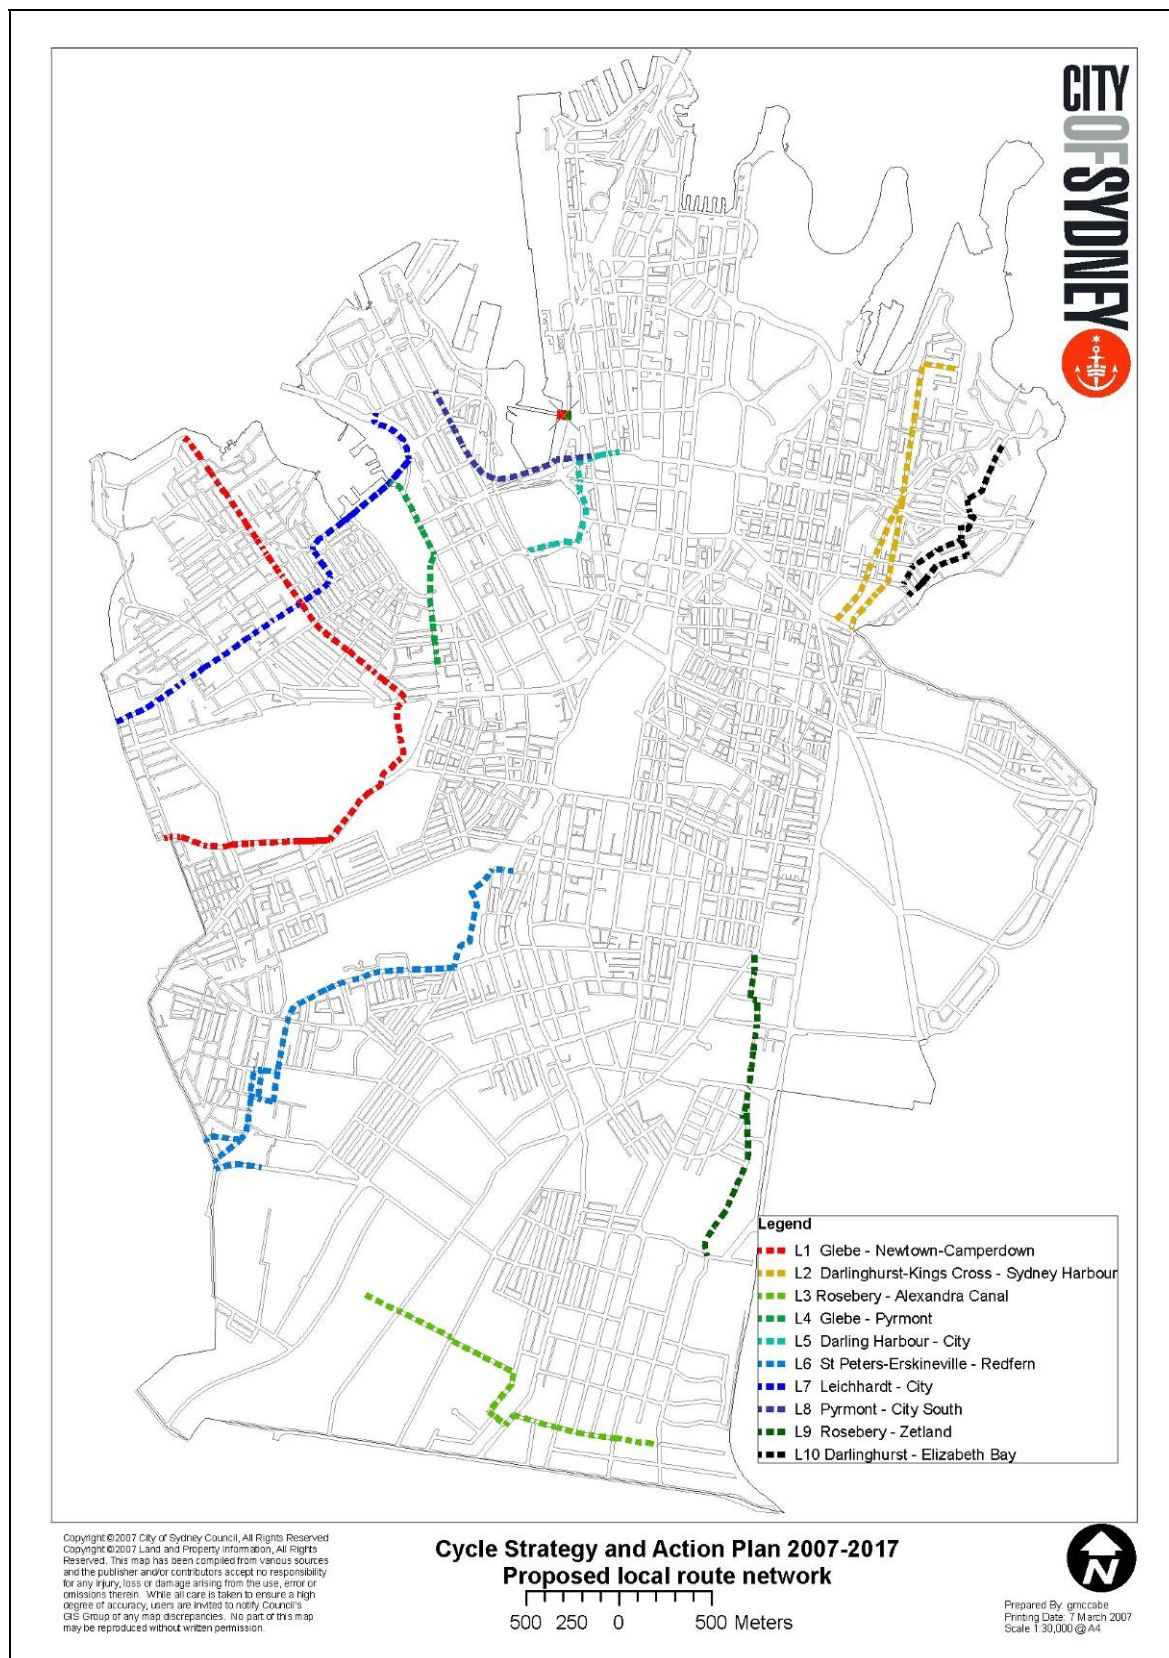 CITY OF SYDNEY
Legend
L1 Glebe - Newtown-Camperdown
L2 Darlinghurst-Kings Cross - Sydney Harbour
L3 Rosebery - Alexandra Canal
L4 Glebe - Pyrmont
L5 Darling Harbour - City
L6 St Peters-Erskineville - Redfern
L7 Leichhardt - City
L8 Pyrmont - City South
L9 Rosebery - Zetland
L10 Darlinghurst - Elizabeth Bay
Copyright ©2007 City of Sydney Council, All Rights Reserved
Copyright ©2007 Land and Property Information, All Rights
Reserved. This map has been compiled from various sources
and the publisher and/or contributors accept no responsibility
for any injury, loss or damage arising from the use, error or
omissions therein. While all care is taken to ensure a high
degree of accuracy, users are invited to notify Council's
GIS Group of any map discrepancies. No part of this map
may be reproduced without written permission.
Cycle Strategy and Action Plan 2007-2017
Proposed local route network
500 250 0 500 Meters
N
Prepared By: gmccabe
Printing Date: 7 March 2007
Scale 1:30,000 @ A4